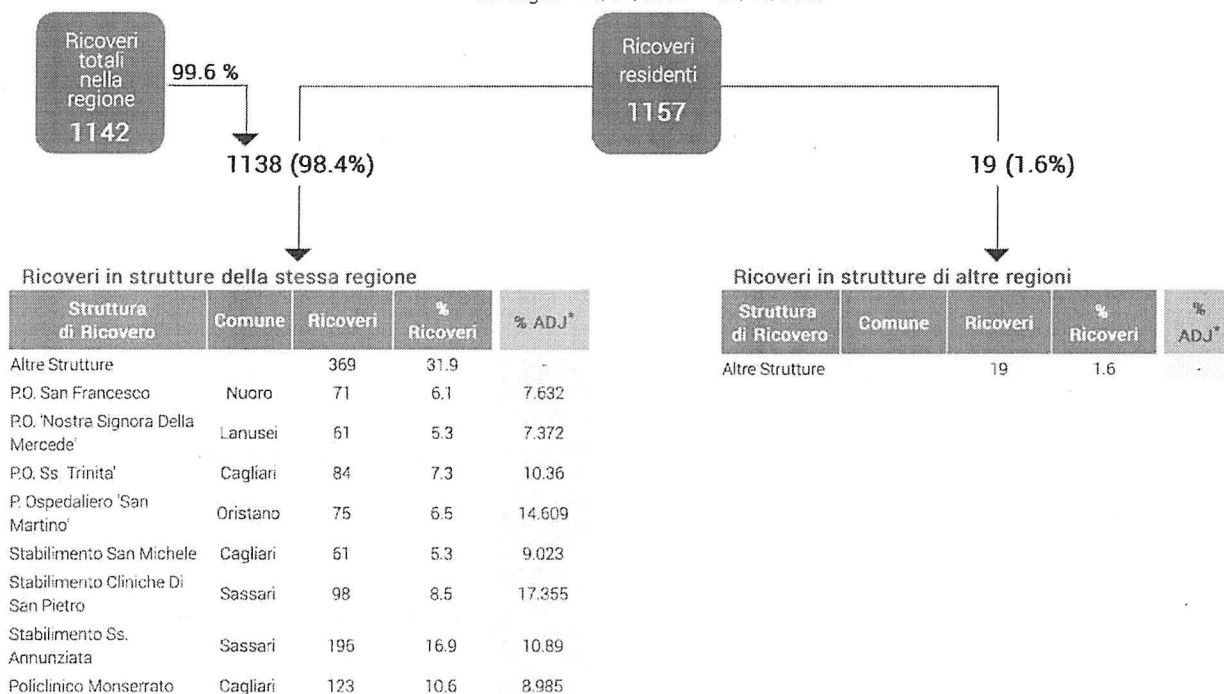 Ricoveri
totali
nella
regione
1142
99.6 %
Ricoveri
residenti
1157
1138 (98.4%)
19 (1.6%)
Ricoveri in strutture della stessa regione
Struttura di Ricovero Comune Ricoveri % Ricoveri % ADJ*
Altre Strutture 369 31.9 -
P.O. San Francesco Nuoro 71 6.1 7.632
P.O. 'Nostra Signora Della Mercede' Lanusei 61 5.3 7.372
P.O. Ss. Trinita' Cagliari 84 7.3 10.36
P. Ospedaliero 'San Martino' Oristano 75 6.5 14.609
Stabilimento San Michele Cagliari 61 5.3 9.023
Stabilimento Cliniche Di San Pietro Sassari 98 8.5 17.355
Stabilimento Ss. Annunziata Sassari 196 16.9 10.89
Policlinico Monserrato Cagliari 123 10.6 8.985
Ricoveri in strutture di altre regioni
Struttura di Ricovero Comune Ricoveri % Ricoveri % ADJ*
Altre Strutture 19 1.6 -